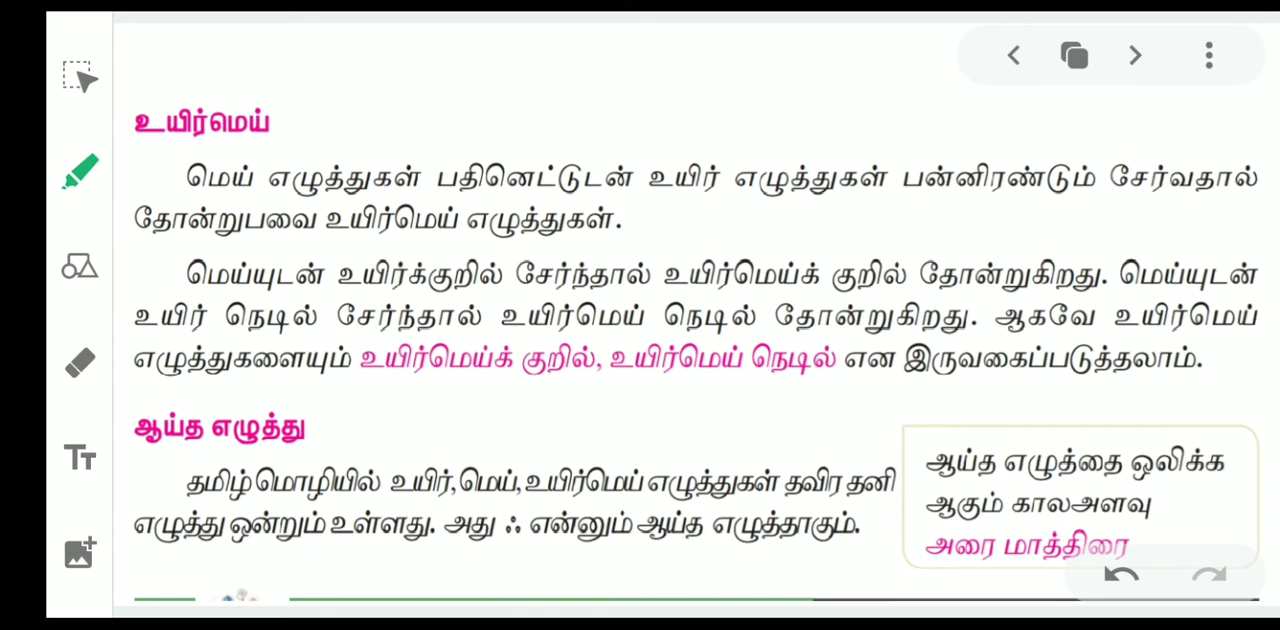 உயிர்மெய்
மெய் எழுத்துகள் பதினெட்டுடன் உயிர் எழுத்துகள் பன்னிரண்டும் சேர்வதால்
தோன்றுபவை உயிர்மெய் எழுத்துகள்.
மெய்யுடன் உயிர்க்குறில் சேர்ந்தால் உயிர்மெய்க் குறில் தோன்றுகிறது. மெய்யுடன்
உயிர் நெடில் சேர்ந்தால் உயிர்மெய் நெடில் தோன்றுகிறது. ஆகவே உயிர்மெய்
எழுத்துகளையும் உயிர்மெய்க் குறில், உயிர்மெய் நெடில் என இருவகைப்படுத்தலாம்.
ஆய்த எழுத்து
தமிழ் மொழியில் உயிர், மெய், உயிர்மெய் எழுத்துகள் தவிர தனி
எழுத்து ஒன்றும் உள்ளது. அது ஃ என்னும் ஆய்த எழுத்தாகும்.
ஆய்த எழுத்தை ஒலிக்க
ஆகும் காலஅளவு
அரை மாத்திரை
Tт